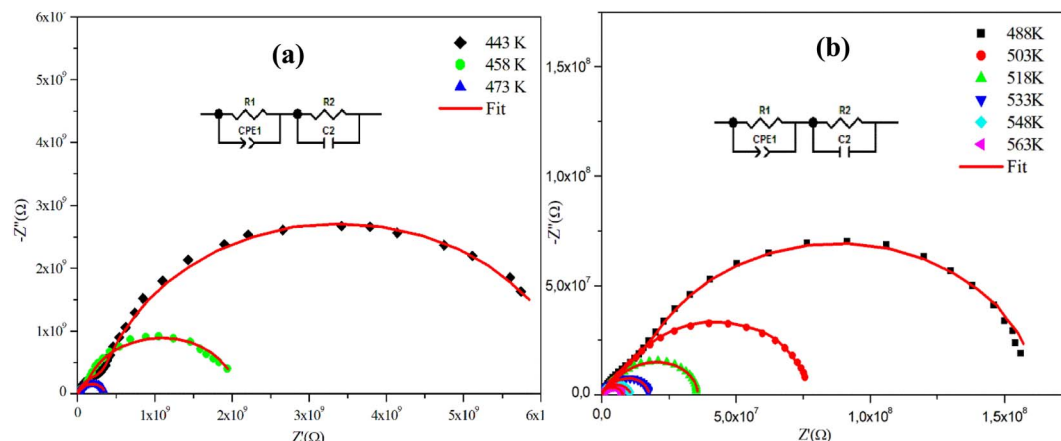 (a)
443 K
458 K
473 K
Fit
R1 R2
CPE1 C2
-Z''(Ω)
5x10⁹
4x10⁹
3x10⁹
2x10⁹
1x10⁹
0
0 1x10⁹ 2x10⁹ 3x10⁹ 4x10⁹ 5x10⁹ 6x1
Z'(Ω)
(b)
488K
503K
518K
533K
548K
563K
Fit
R1 R2
CPE1 C2
-Z''(Ω)
1,5x10⁸
1,0x10⁸
5,0x10⁷
0,0
0,0 5,0x10⁷ 1,0x10⁸ 1,5x10⁸
Z'(Ω)